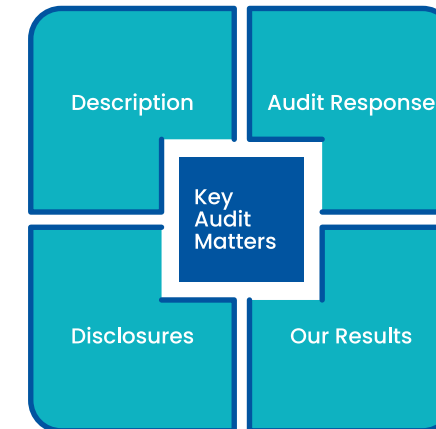 Description
Audit Response
Key
Audit
Matters
Disclosures
Our Results